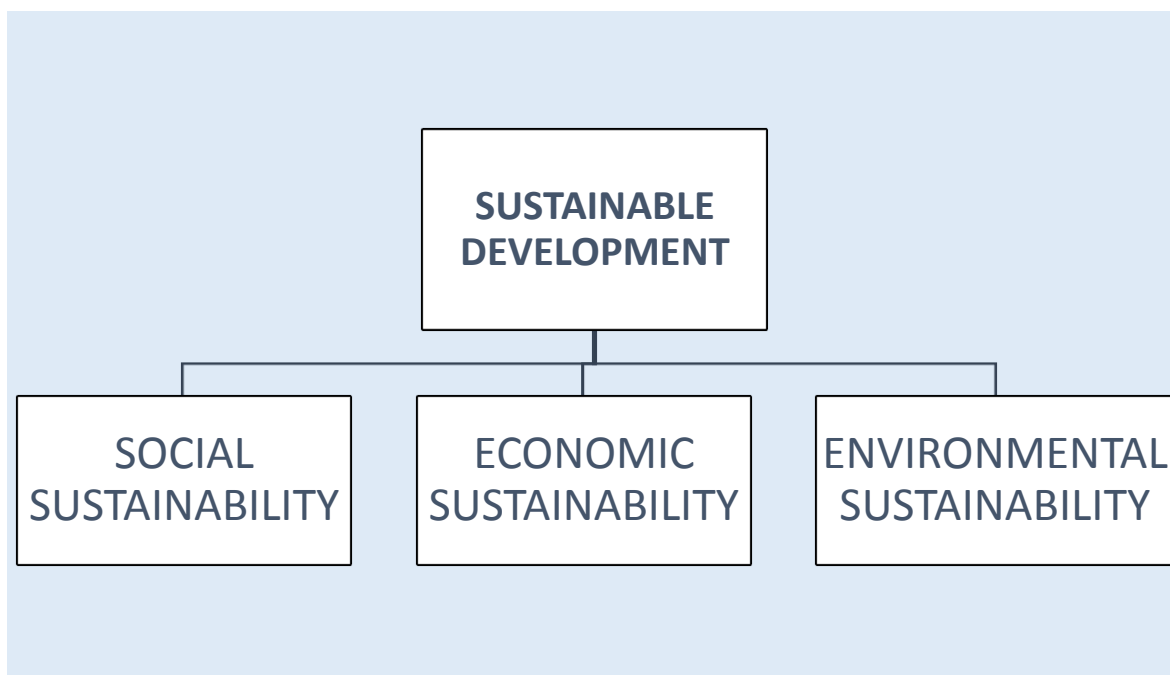 SUSTAINABLE
DEVELOPMENT
SOCIAL
SUSTAINABILITY
ECONOMIC
SUSTAINABILITY
ENVIRONMENTAL
SUSTAINABILITY